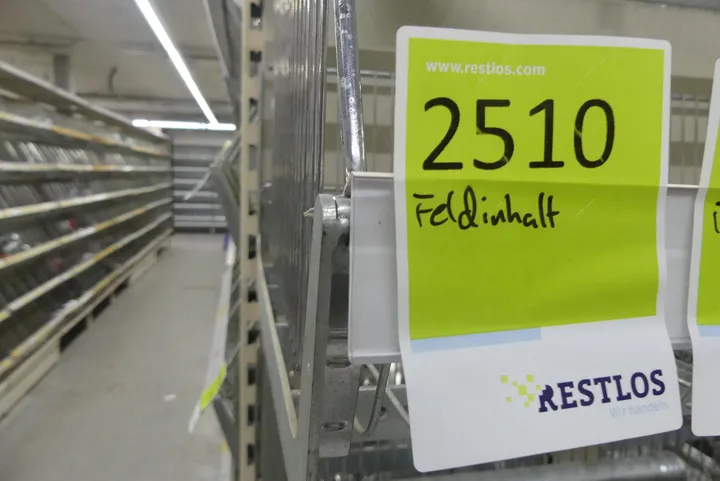 www.restlos.com
2510
Feldinhalt
RESTLOS
Wir handeln.